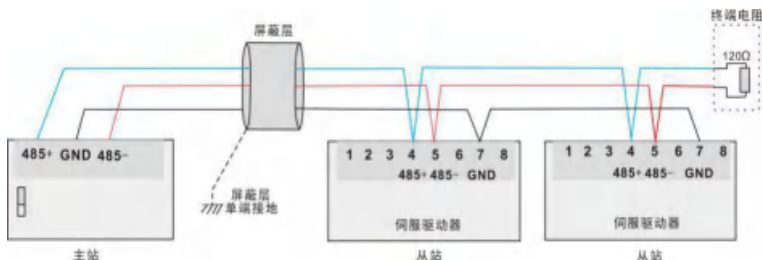 终端电阻
屏蔽层
120Ω
485+ GND 485-
1 2 3 4 5 6 7 8
485+ 485- GND
1 2 3 4 5 6 7 8
485+ 485- GND
屏蔽层
单端接地
伺服驱动器
伺服驱动器
主站
从站
从站